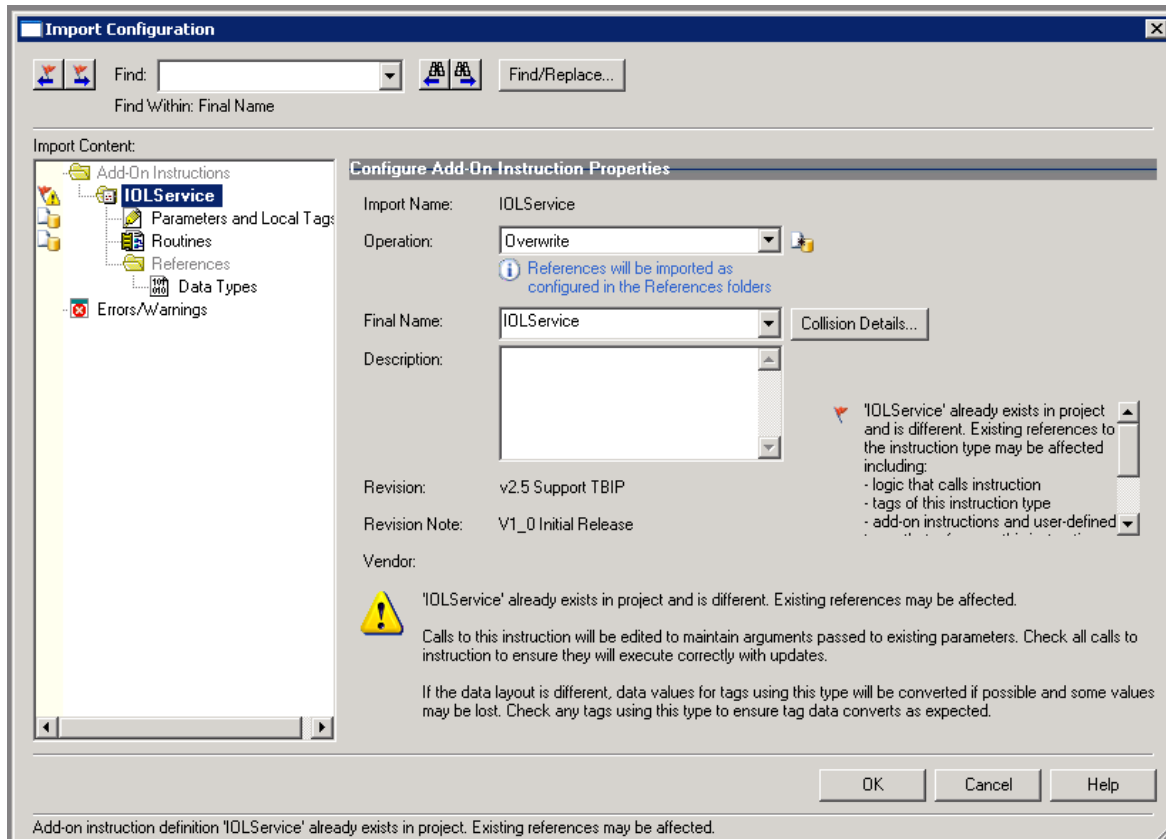 Import Configuration
Find:
Find/Replace...
Find Within: Final Name
Import Content:
Add-On Instructions
IOLService
Parameters and Local Tags
Routines
References
Data Types
Errors/Warnings
Configure Add-On Instruction Properties
Import Name: IOLService
Operation: Overwrite
References will be imported as
configured in the References folders
Final Name: IOLService
Collision Details...
Description:
'IOLService' already exists in project
and is different. Existing references to
the instruction type may be affected
including:
- logic that calls instruction
- tags of this instruction type
- add-on instructions and user-defined
Revision: v2.5 Support TBIP
Revision Note: V1_0 Initial Release
Vendor:
'IOLService' already exists in project and is different. Existing references may be affected.
Calls to this instruction will be edited to maintain arguments passed to existing parameters. Check all calls to
instruction to ensure they will execute correctly with updates.
If the data layout is different, data values for tags using this type will be converted if possible and some values
may be lost. Check any tags using this type to ensure tag data converts as expected.
OK
Cancel
Help
Add-on instruction definition 'IOLService' already exists in project. Existing references may be affected.